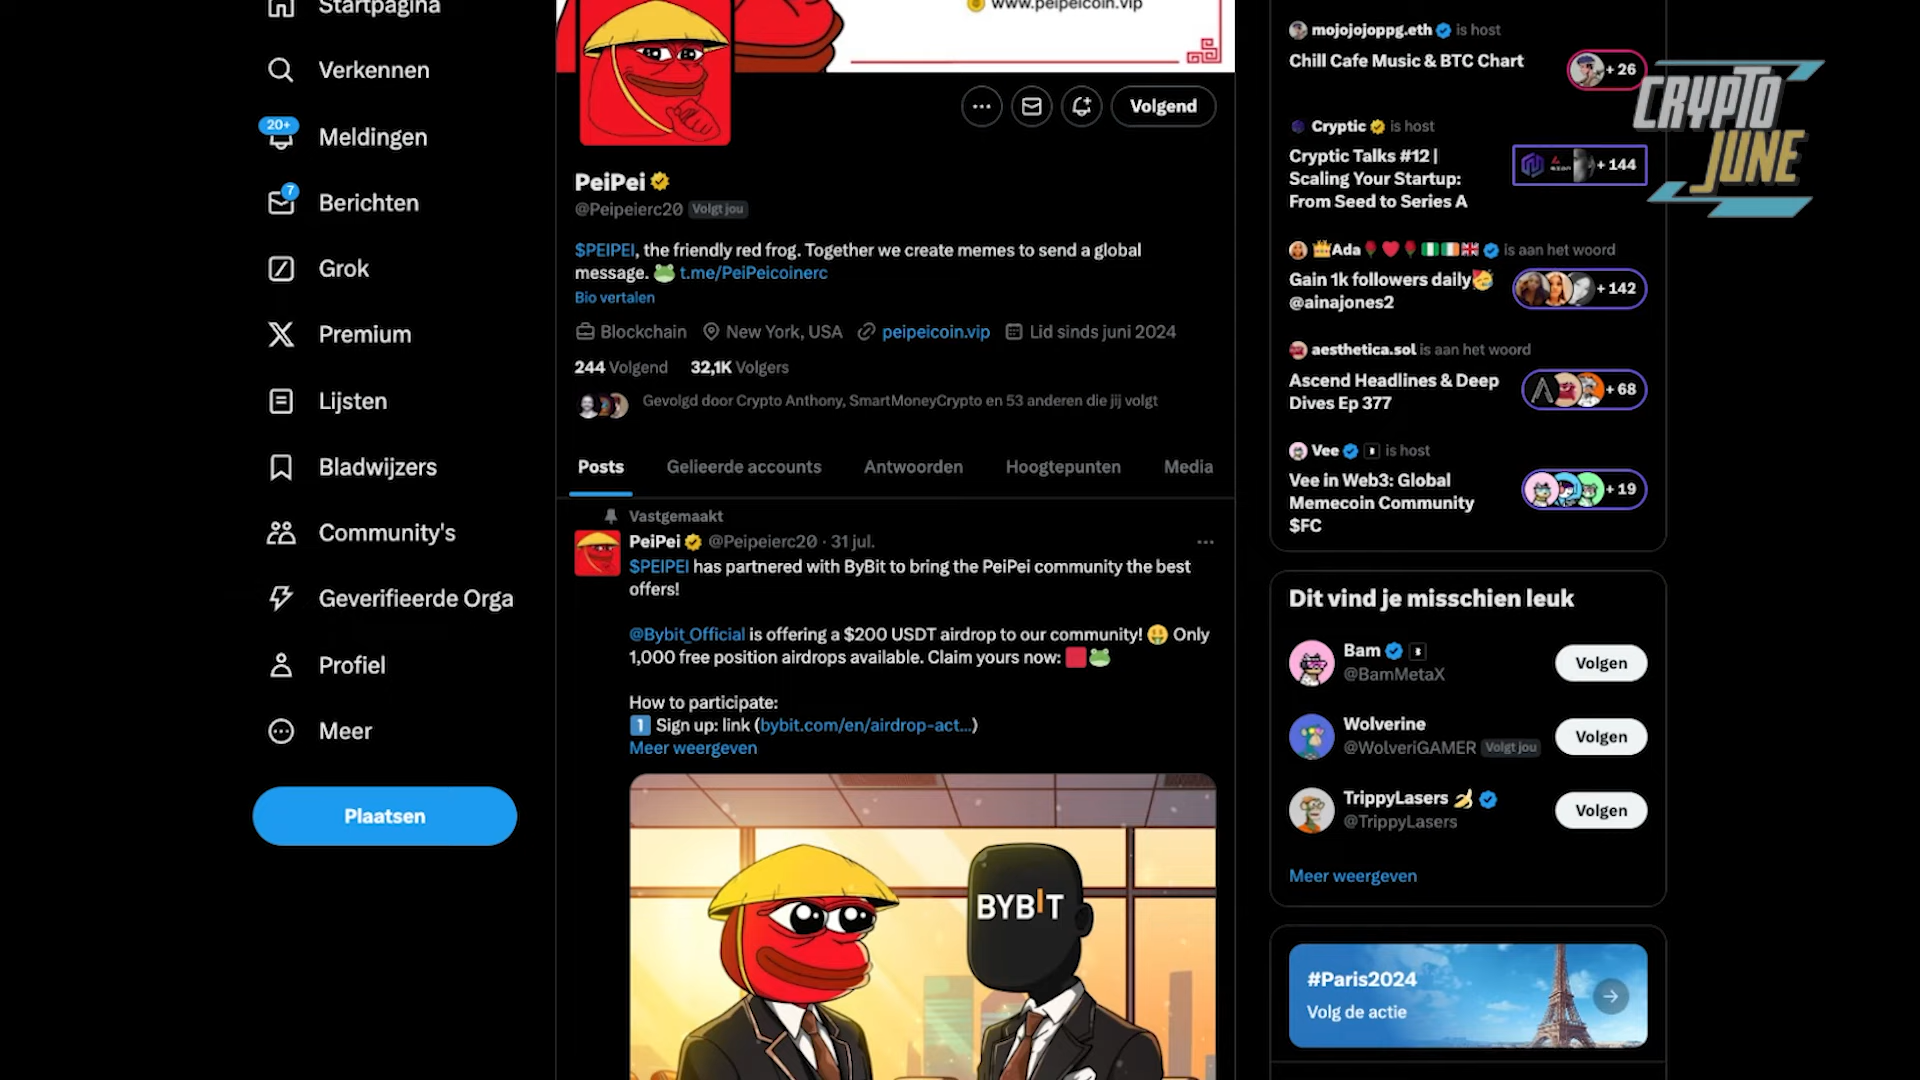 Startpagina
Verkennen
20+
Meldingen
7
Berichten
Grok
Premium
Lijsten
Bladwijzers
Community's
Geverifieerde Orga
Profiel
Meer
Plaatsen
www.peipeicoin.vip
Volgend
PeiPei
@Peipeierc20 Volgt jou
$PEIPEI, the friendly red frog. Together we create memes to send a global
message. 🐸 t.me/PeiPeicoinerc
Bio vertalen
Blockchain New York, USA peipeicoin.vip Lid sinds juni 2024
244 Volgend 32,1K Volgers
Gevolgd door Crypto Anthony, SmartMoneyCrypto en 53 anderen die jij volgt
Posts Gelieerde accounts Antwoorden Hoogtepunten Media
Vastgemaakt
PeiPei @Peipeierc20 · 31 jul.
$PEIPEI has partnered with ByBit to bring the PeiPei community the best
offers!
@Bybit_Official is offering a $200 USDT airdrop to our community! 🤑 Only
1,000 free position airdrops available. Claim yours now: 🟥🐸
How to participate:
1️⃣ Sign up: link (bybit.com/en/airdrop-act…)
Meer weergeven
BYBIT
mojojojoppg.eth is host
Chill Cafe Music & BTC Chart
+ 26
Cryptic is host
Cryptic Talks #12 |
Scaling Your Startup:
From Seed to Series A
+ 144
👑Ada🌹❤️🌹🇳🇬🇮🇪🇬🇧 is aan het woord
Gain 1k followers daily🥳
@ainajones2
+ 142
aesthetica.sol is aan het woord
Ascend Headlines & Deep
Dives Ep 377
+ 68
Vee is host
Vee in Web3: Global
Memecoin Community
$FC
+ 19
Dit vind je misschien leuk
Bam
@BamMetaX
Volgen
Wolverine
@WolveriGAMER Volgt jou
Volgen
TrippyLasers 🍌
@TrippyLasers
Volgen
Meer weergeven
#Paris2024
Volg de actie
CRYPTO
JUNE